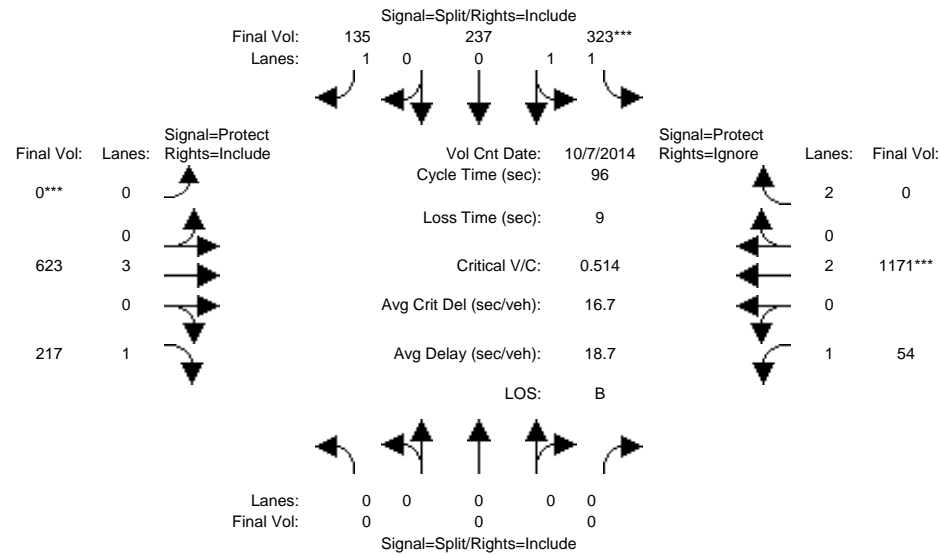 Signal=Split/Rights=Include
Final Vol: 135 237 323***
Lanes: 1 0 0 1 1
Signal=Protect Signal=Protect
Final Vol: Lanes: Rights=Include Vol Cnt Date: 10/7/2014 Rights=Ignore Lanes: Final Vol:
Cycle Time (sec): 96
0*** 0 2 0
Loss Time (sec): 9
0 0
623 3 Critical V/C: 0.514 2 1171***
0 Avg Crit Del (sec/veh): 16.7 0
217 1 Avg Delay (sec/veh): 18.7 1 54
LOS: B
Lanes: 0 0 0 0 0
Final Vol: 0 0 0
Signal=Split/Rights=Include